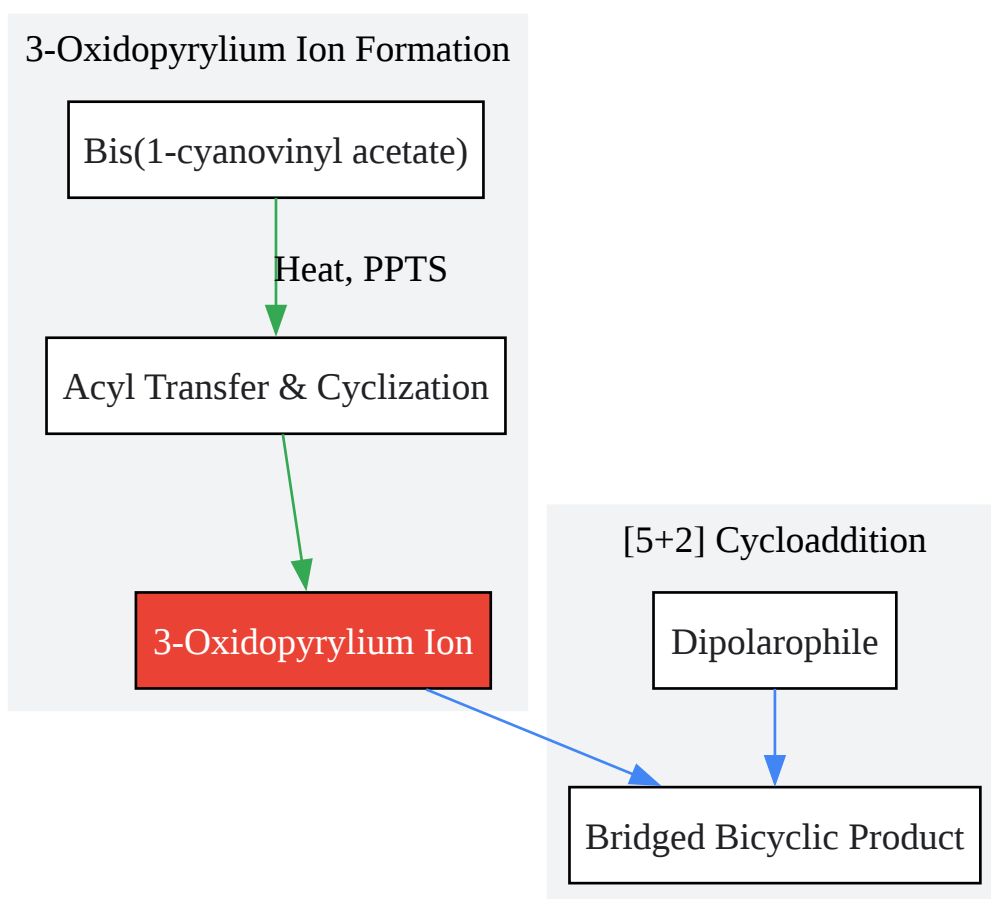 3-Oxidopyrylium Ion Formation
Bis(1-cyanovinyl acetate)
Heat, PPTS
Acyl Transfer & Cyclization
3-Oxidopyrylium Ion
[5+2] Cycloaddition
Dipolarophile
Bridged Bicyclic Product